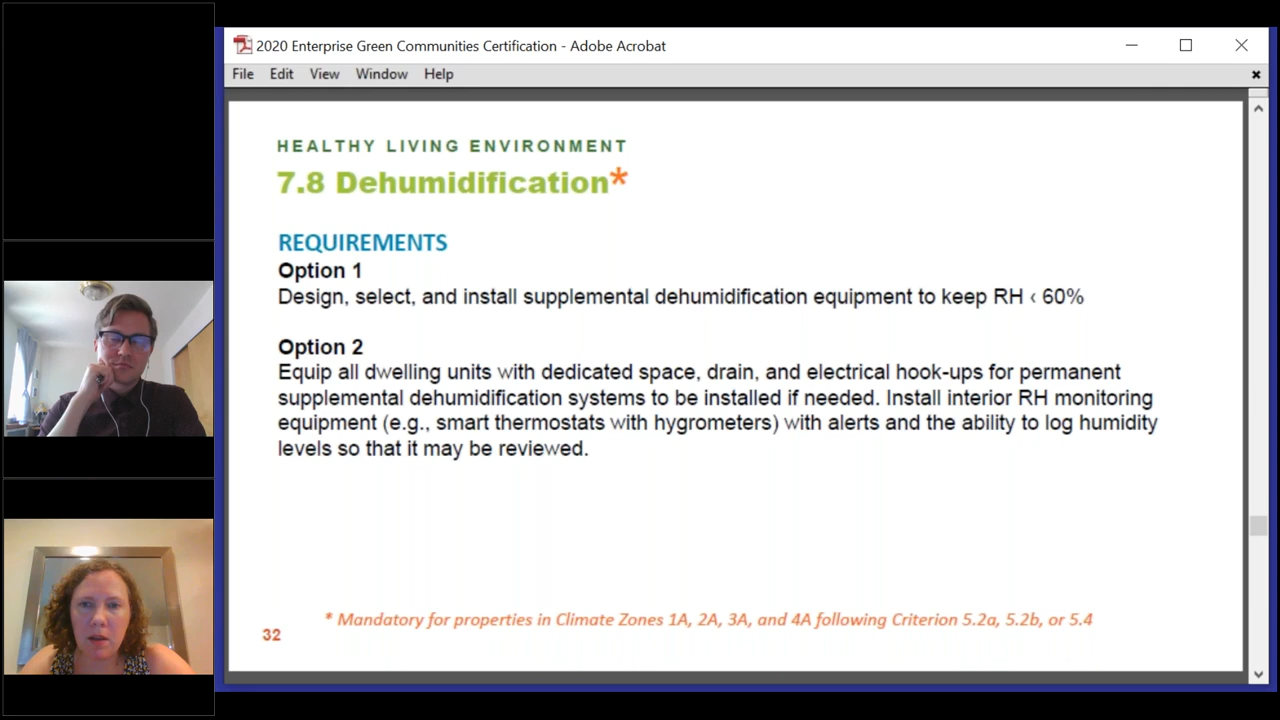 2020 Enterprise Green Communities Certification - Adobe Acrobat
File Edit View Window Help
HEALTHY LIVING ENVIRONMENT
7.8 Dehumidification*
REQUIREMENTS
Option 1
Design, select, and install supplemental dehumidification equipment to keep RH < 60%
Option 2
Equip all dwelling units with dedicated space, drain, and electrical hook-ups for permanent
supplemental dehumidification systems to be installed if needed. Install interior RH monitoring
equipment (e.g., smart thermostats with hygrometers) with alerts and the ability to log humidity
levels so that it may be reviewed.
* Mandatory for properties in Climate Zones 1A, 2A, 3A, and 4A following Criterion 5.2a, 5.2b, or 5.4
32